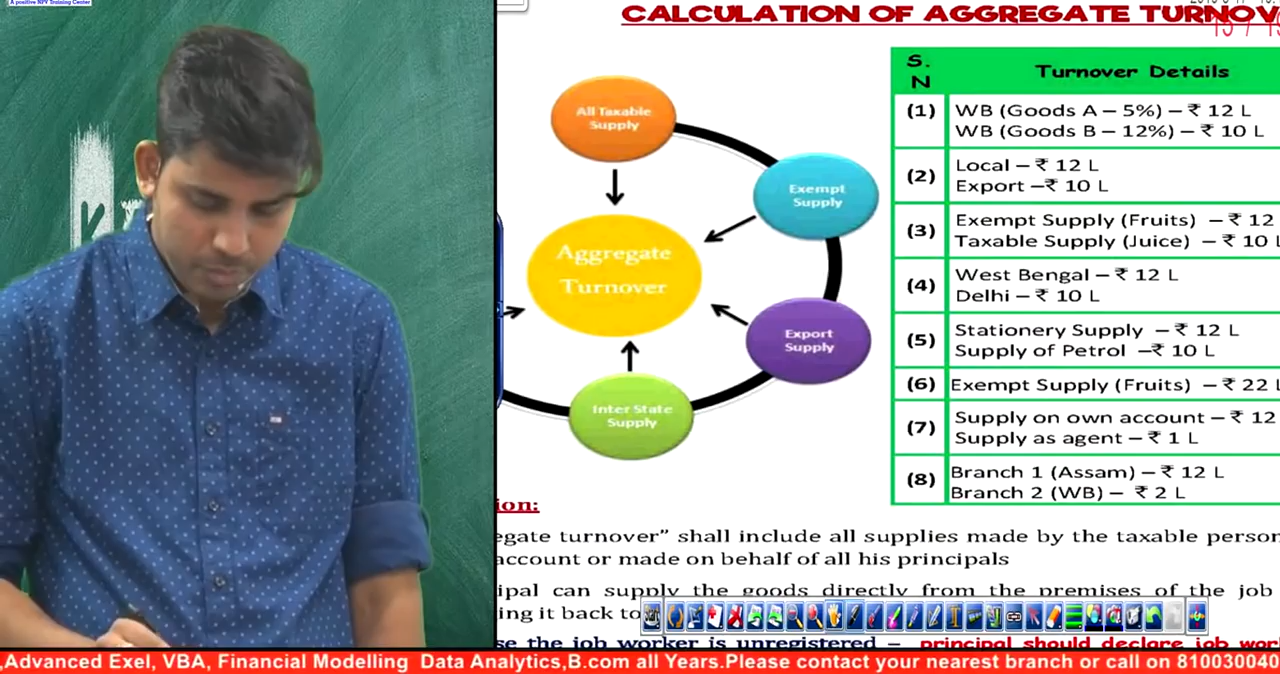 A positive NPV Training Center
CALCULATION OF AGGREGATE TURNOV
15 / 19
All Taxable
Supply
Exempt
Supply
Aggregate
Turnover
Export
Supply
Inter State
Supply
S.
N
Turnover Details
(1)
WB (Goods A – 5%) – ₹ 12 L
WB (Goods B – 12%) – ₹ 10 L
(2)
Local – ₹ 12 L
Export –₹ 10 L
(3)
Exempt Supply (Fruits) – ₹ 12
Taxable Supply (Juice) – ₹ 10 L
(4)
West Bengal – ₹ 12 L
Delhi – ₹ 10 L
(5)
Stationery Supply – ₹ 12 L
Supply of Petrol –₹ 10 L
(6)
Exempt Supply (Fruits) – ₹ 22 L
(7)
Supply on own account – ₹ 12
Supply as agent – ₹ 1 L
(8)
Branch 1 (Assam) – ₹ 12 L
Branch 2 (WB) – ₹ 2 L
ion:
egate turnover” shall include all supplies made by the taxable person
account or made on behalf of all his principals
ipal can supply the goods directly from the premises of the job
ing it back to
se the job worker is unregistered – principal should declare job wor
,Advanced Exel, VBA, Financial Modelling Data Analytics,B.com all Years.Please contact your nearest branch or call on 810030040